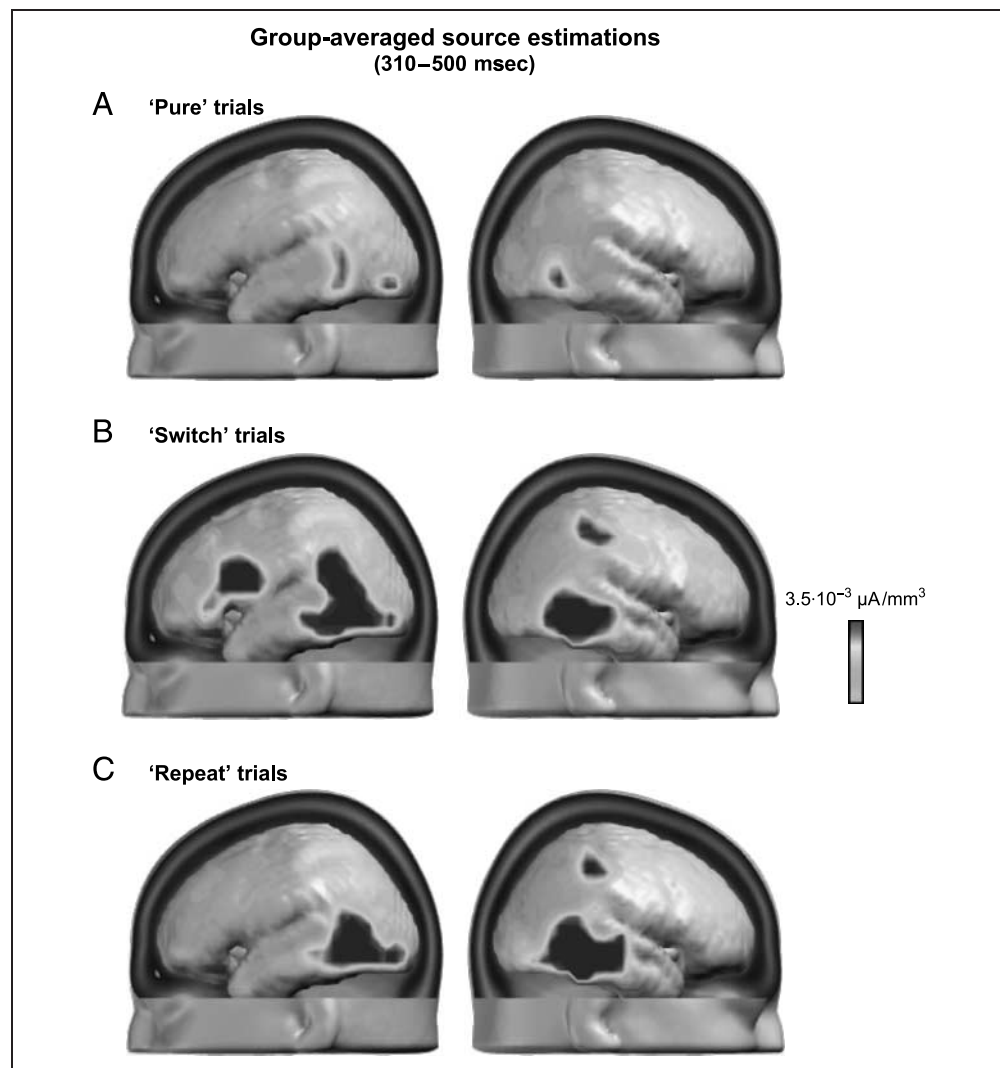 Group-averaged source estimations
(310–500 msec)
A 'Pure' trials
B 'Switch' trials
3.5·10⁻³ µA/mm³
C 'Repeat' trials